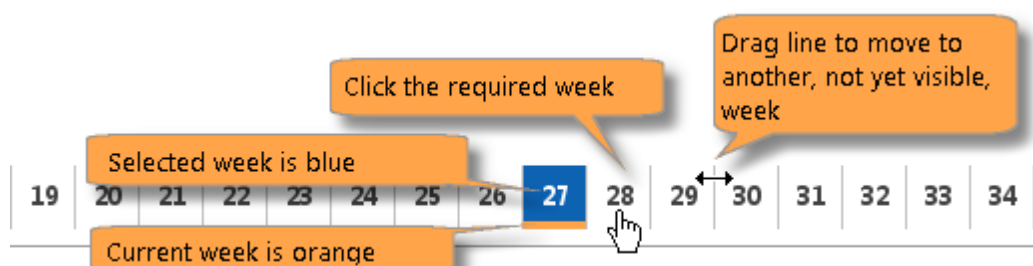 Drag line to move to
another, not yet visible,
week
Click the required week
Selected week is blue
19 20 21 22 23 24 25 26 27 28 29 30 31 32 33 34
Current week is orange